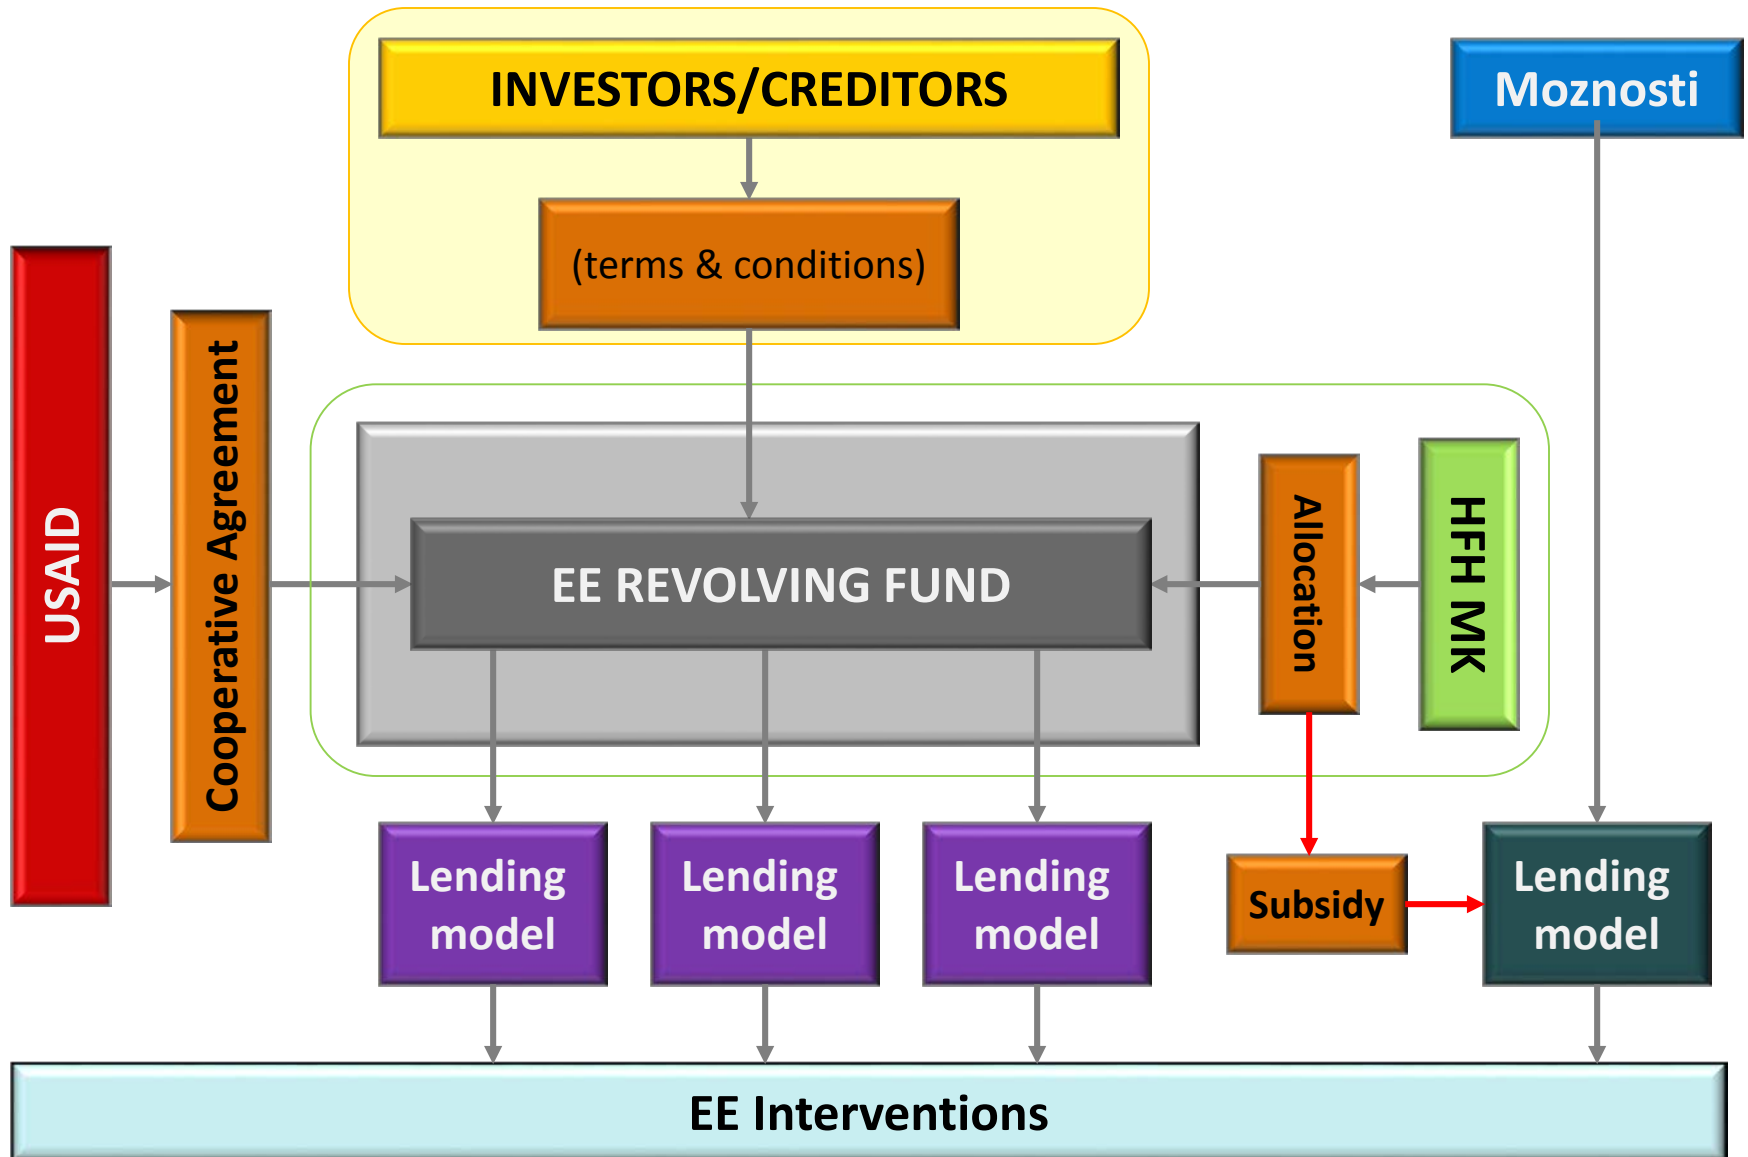 INVESTORS/CREDITORS
Moznosti
(terms & conditions)
USAID
Cooperative Agreement
EE REVOLVING FUND
Allocation
HFH MK
Lending
model
Lending
model
Lending
model
Subsidy
Lending
model
EE Interventions